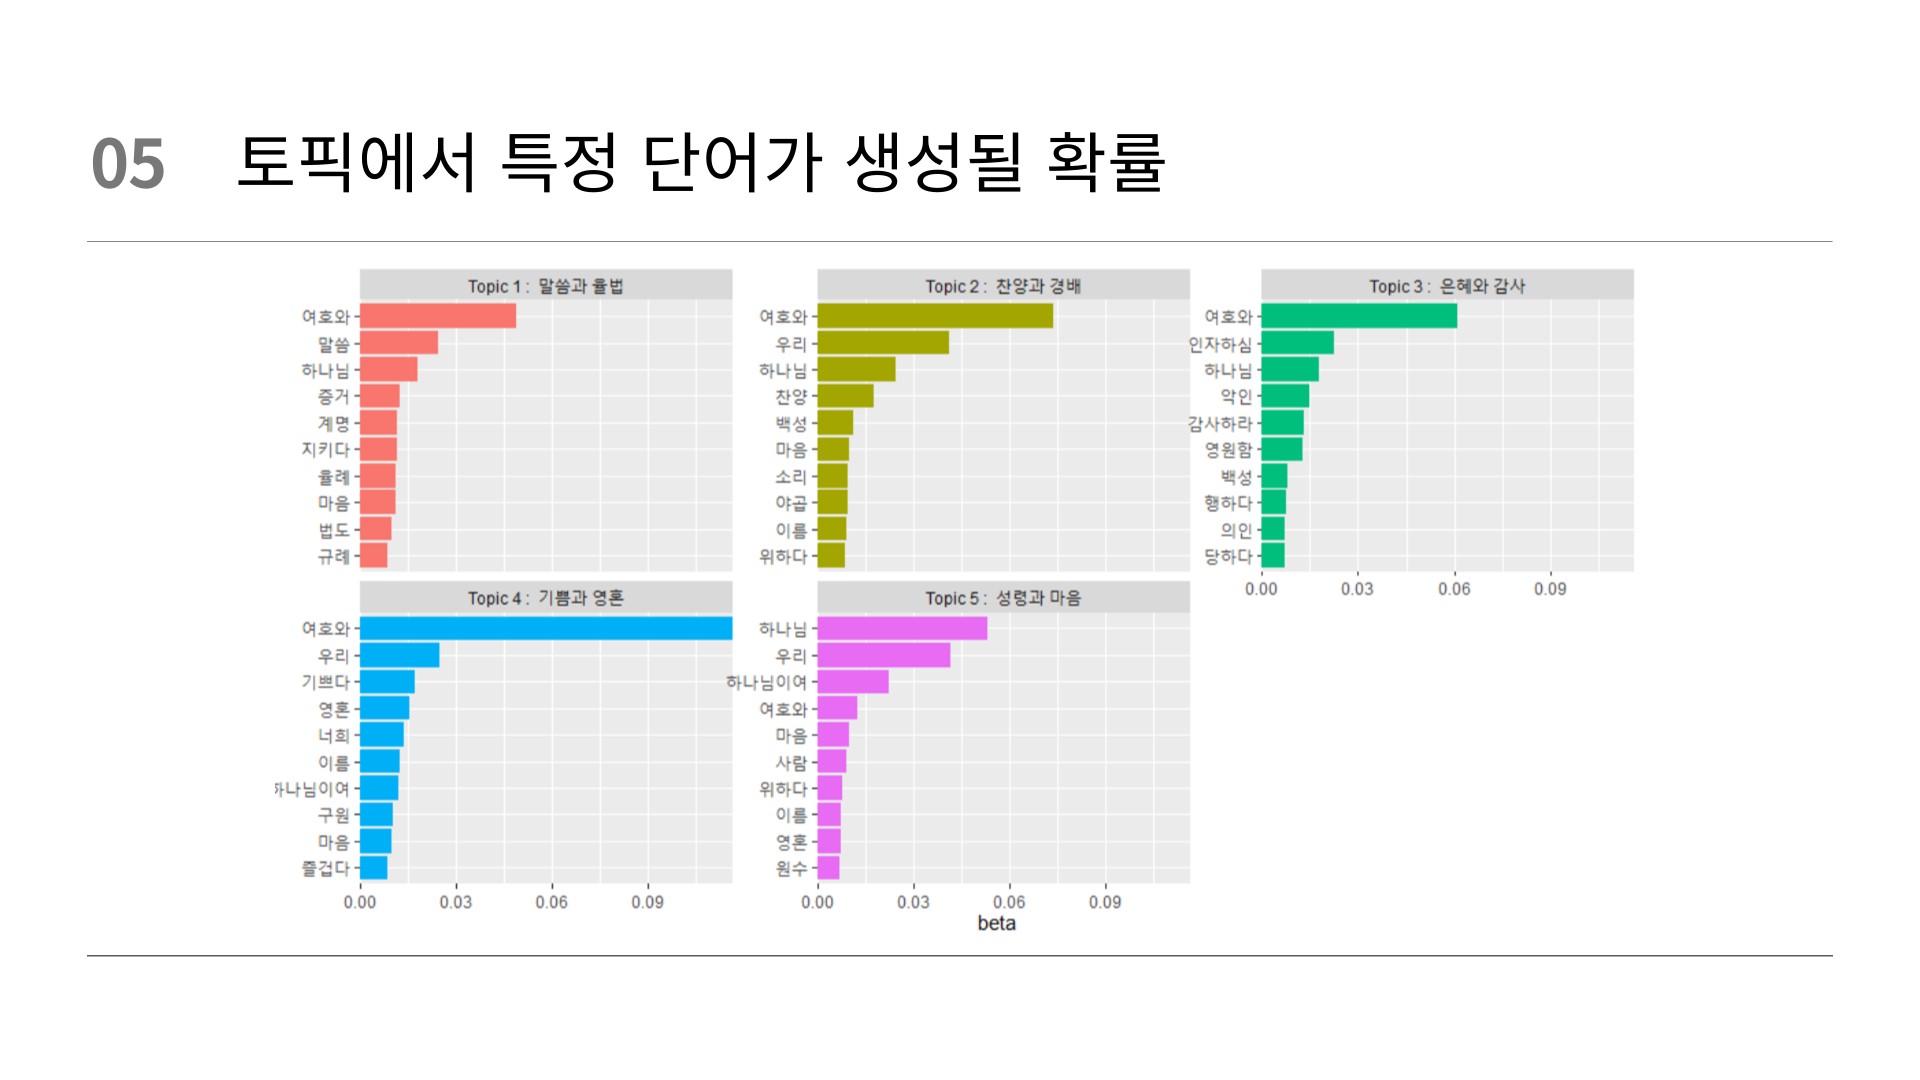 05 토픽에서 특정 단어가 생성될 확률
Topic 1 : 말씀과 율법
여호와
말씀
하나님
증거
계명
지키다
율례
마음
법도
규례
Topic 2 : 찬양과 경배
여호와
우리
하나님
찬양
백성
마음
소리
야곱
이름
위하다
Topic 3 : 은혜와 감사
여호와
인자하심
하나님
악인
감사하라
영원함
백성
행하다
의인
당하다
0.00 0.03 0.06 0.09
Topic 4 : 기쁨과 영혼
여호와
우리
기쁘다
영혼
너희
이름
하나님이여
구원
마음
즐겁다
0.00 0.03 0.06 0.09
Topic 5 : 성령과 마음
하나님
우리
하나님이여
여호와
마음
사람
위하다
이름
영혼
원수
0.00 0.03 0.06 0.09
beta